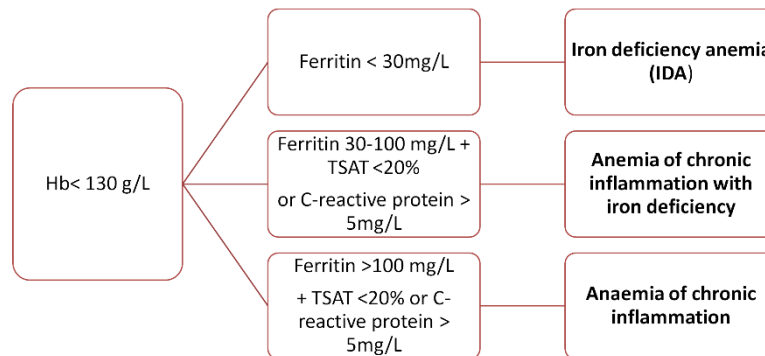 Hb< 130 g/L
Ferritin < 30mg/L
Iron deficiency anemia
(IDA)
Ferritin 30-100 mg/L +
TSAT <20%
or C-reactive protein >
5mg/L
Anemia of chronic
inflammation with
iron deficiency
Ferritin >100 mg/L
+ TSAT <20% or C-
reactive protein >
5mg/L
Anaemia of chronic
inflammation